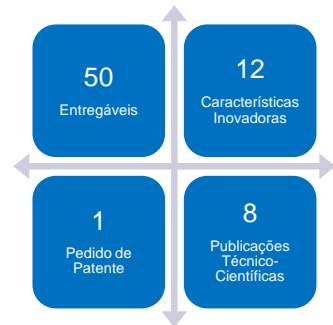 50
Entregáveis
12
Características
Inovadoras
1
Pedido de
Patente
8
Publicações
Técnico-
Científicas